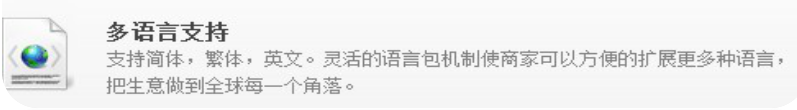 多语言支持
支持简体，繁体，英文。灵活的语言包机制使商家可以方便的扩展更多种语言，
把生意做到全球每一个角落。